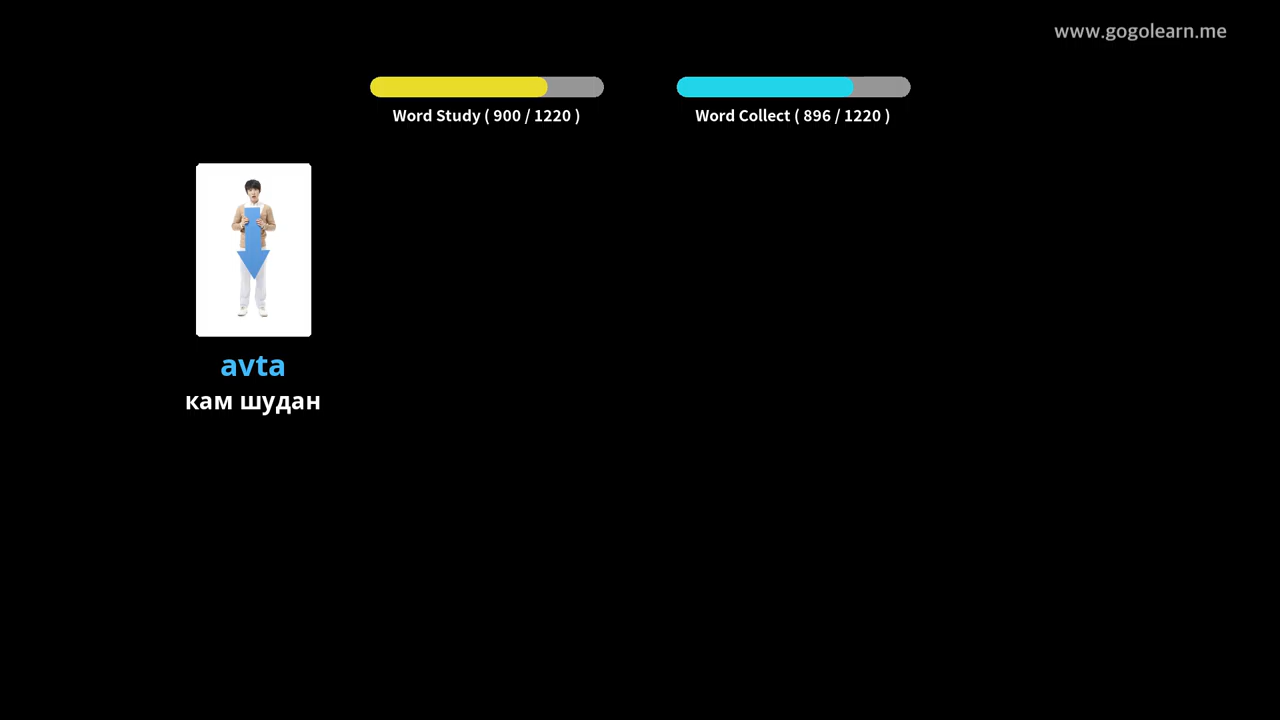 www.gogolearn.me
Word Study ( 900 / 1220 )
Word Collect ( 896 / 1220 )
avta
кам шудан